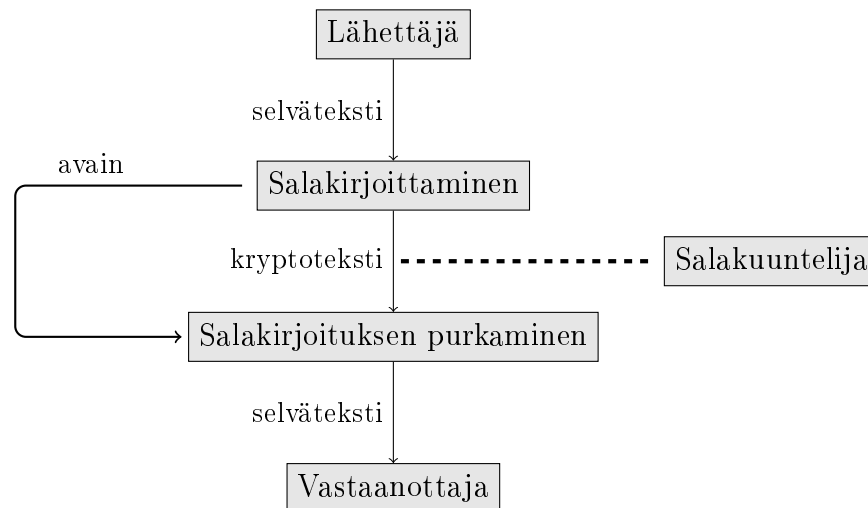 Lähettäjä
selväteksti
avain
Salakirjoittaminen
kryptoteksti
Salakuuntelija
Salakirjoituksen purkaminen
selväteksti
Vastaanottaja